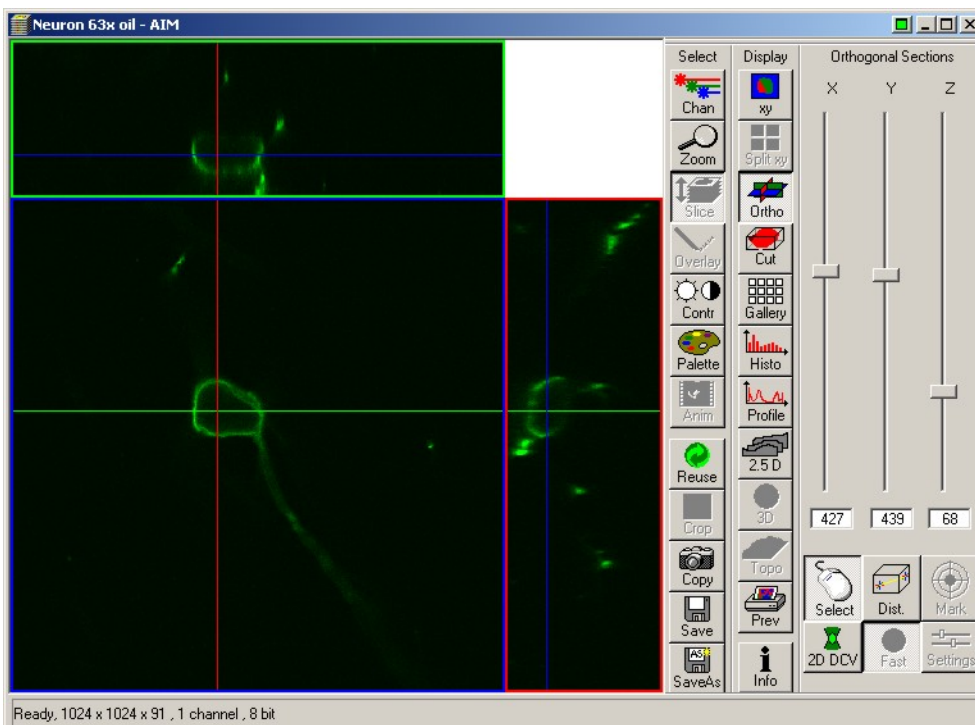 Neuron 63x oil - AIM
Select
Chan
Zoom
Slice
Overlay
Contr
Palette
Anim
Reuse
Crop
Copy
Save
AS
SaveAs
Display
xy
Split xy
Ortho
Cut
Gallery
Histo
Profile
2.5 D
3D
Topo
Prev
Info
Orthogonal Sections
X Y Z
427 439 68
Select Dist. Mark
2D DCV Fast Settings
Ready, 1024 x 1024 x 91 , 1 channel , 8 bit